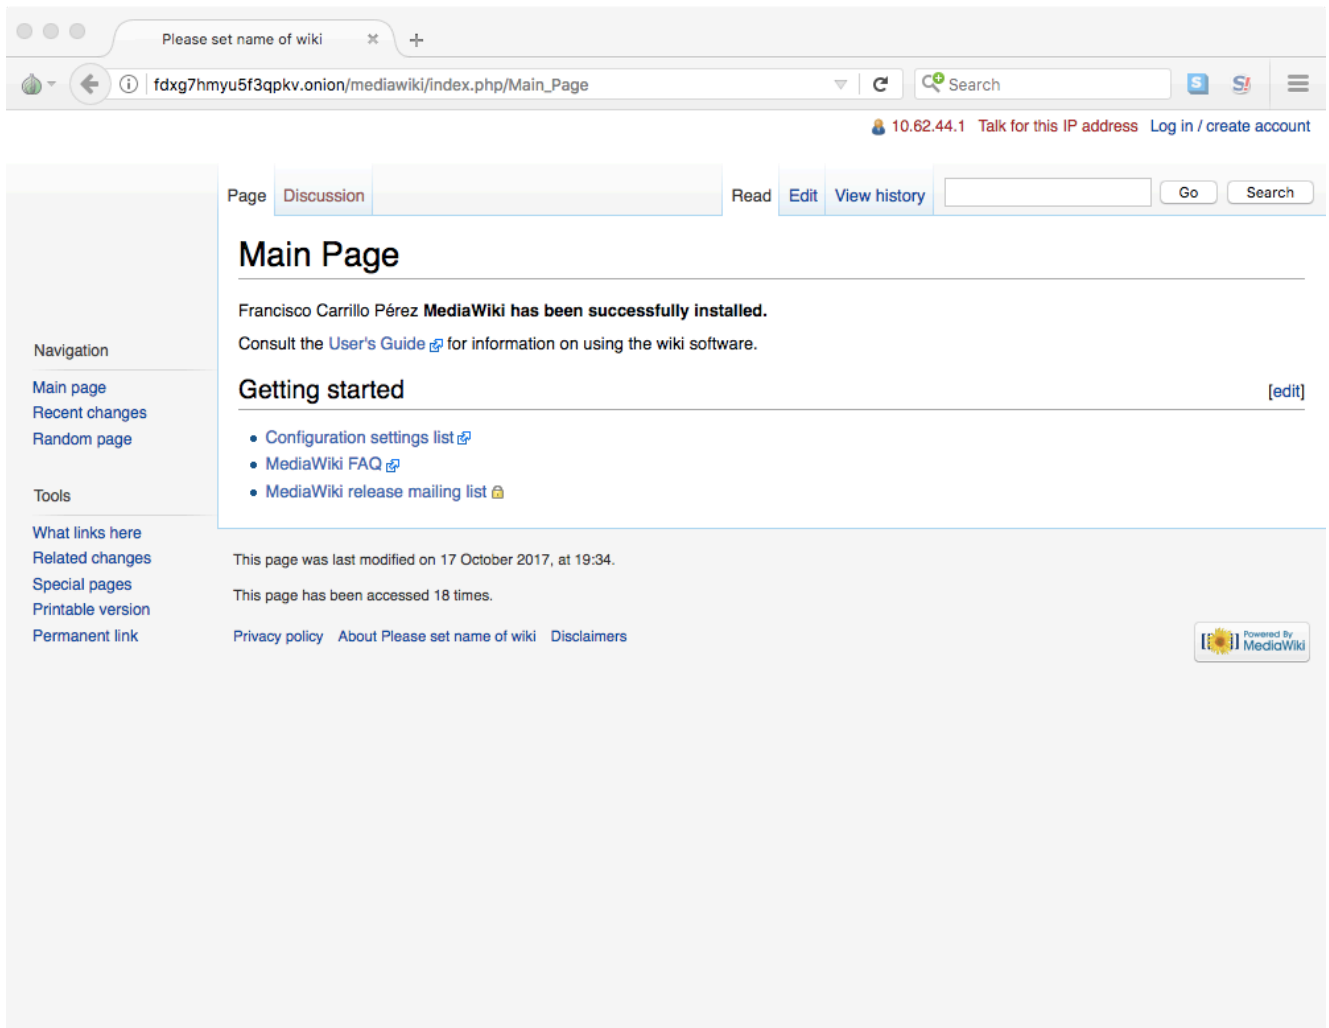 Please set name of wiki
fdxg7hmyu5f3qpkv.onion/mediawiki/index.php/Main_Page
Search
10.62.44.1 Talk for this IP address Log in / create account
Page Discussion Read Edit View history Go Search
Main Page
Francisco Carrillo Pérez MediaWiki has been successfully installed.
Consult the User's Guide for information on using the wiki software.
Getting started [edit]
Configuration settings list
MediaWiki FAQ
MediaWiki release mailing list
Navigation
Main page
Recent changes
Random page
Tools
What links here
Related changes
Special pages
Printable version
Permanent link
This page was last modified on 17 October 2017, at 19:34.
This page has been accessed 18 times.
Privacy policy About Please set name of wiki Disclaimers
Powered By
MediaWiki